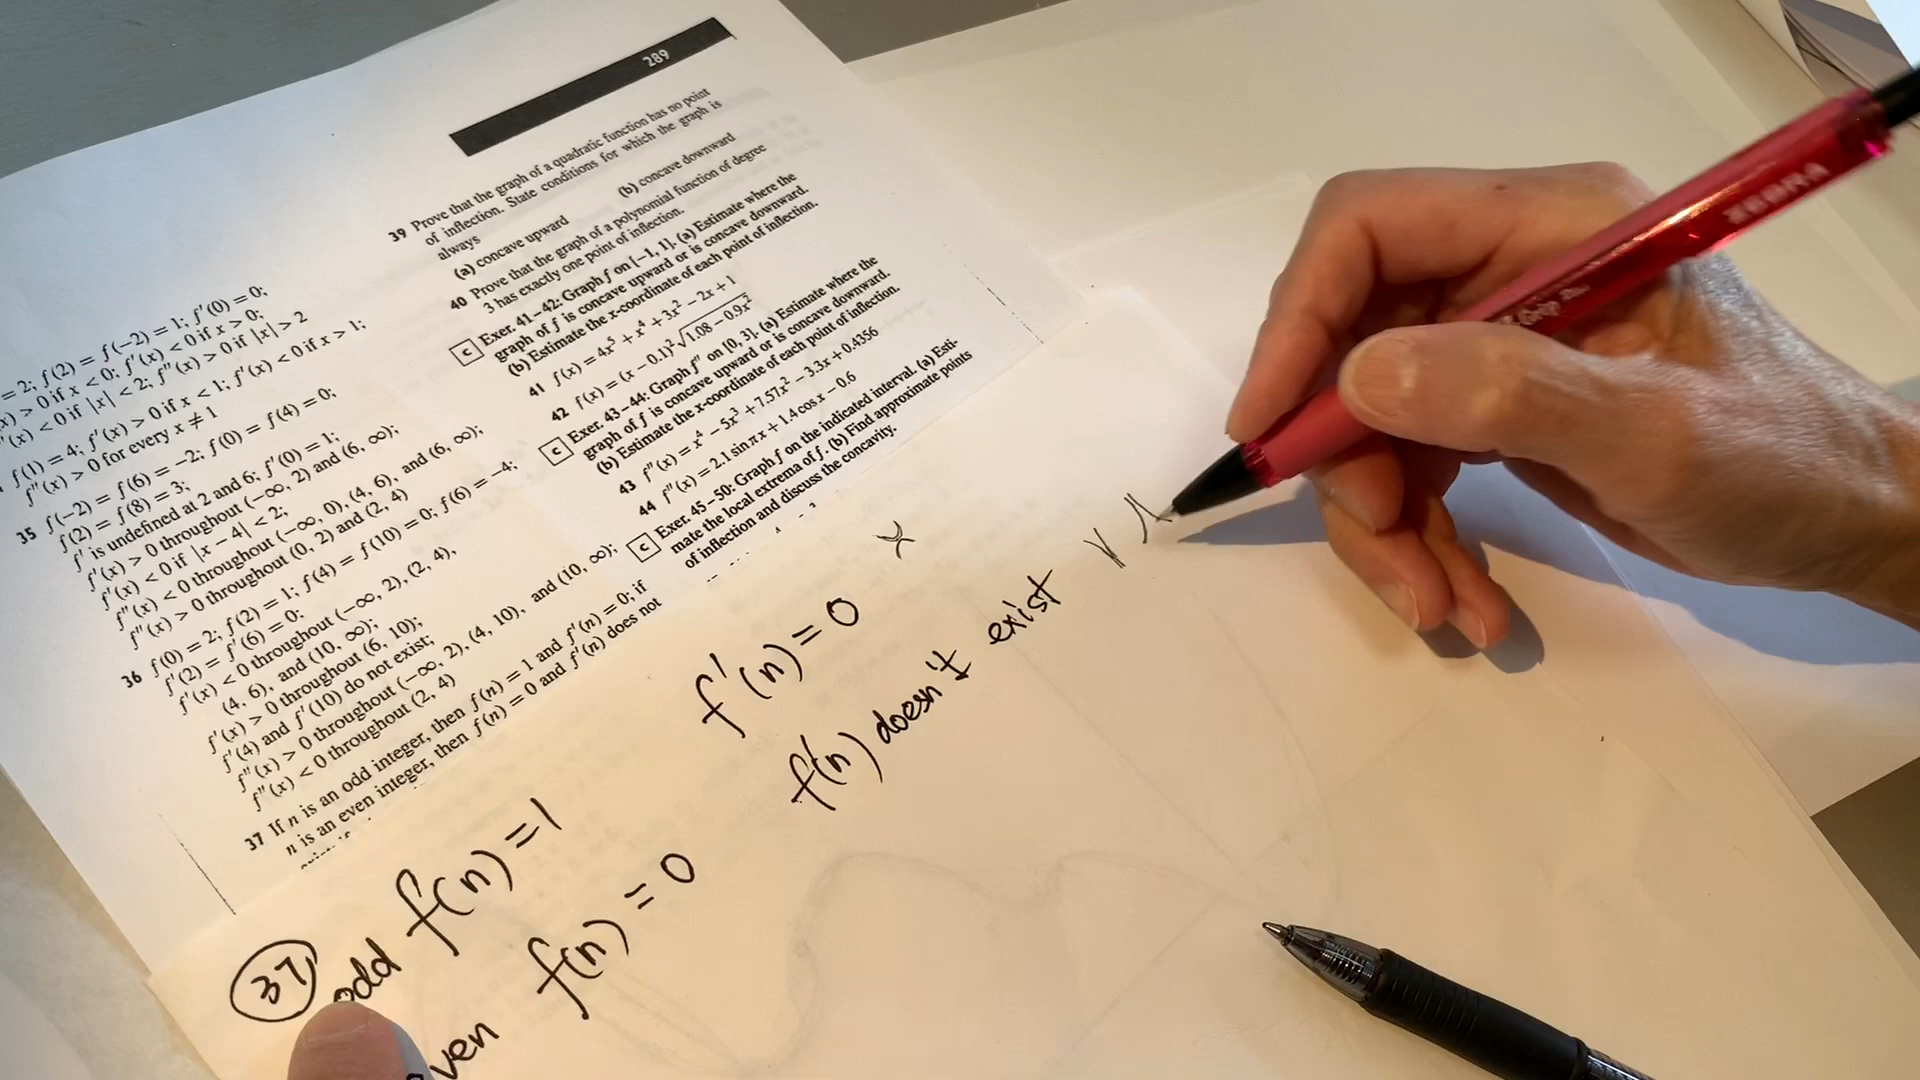 289
39 Prove that the graph of a quadratic function has no point
of inflection. State conditions for which the graph is
always
(a) concave upward (b) concave downward
40 Prove that the graph of a polynomial function of degree
3 has exactly one point of inflection.
c Exer. 41–42: Graph f on [−1, 1]. (a) Estimate where the
graph of f is concave upward or is concave downward.
(b) Estimate the x-coordinate of each point of inflection.
41 f(x) = 4x⁵ + x⁴ + 3x² − 2x + 1
42 f(x) = (x − 0.1)²√(1.08 − 0.9x²)
c Exer. 43–44: Graph f″ on [0, 3]. (a) Estimate where the
graph of f is concave upward or is concave downward.
(b) Estimate the x-coordinate of each point of inflection.
43 f″(x) = x⁴ − 5x³ + 7.57x² − 3.3x + 0.4356
44 f″(x) = 2.1 sin πx + 1.4 cos x − 0.6
c Exer. 45–50: Graph f on the indicated interval. (a) Esti-
mate the local extrema of f. (b) Find approximate points
of inflection and discuss the concavity.
= 2; f(2) = f(−2) = 1; f′(0) = 0;
(x) > 0 if x < 0; f′(x) < 0 if x > 0;
″(x) < 0 if |x| < 2; f″(x) > 0 if |x| > 2
f(1) = 4; f′(x) > 0 if x < 1; f′(x) < 0 if x > 1;
f″(x) > 0 for every x ≠ 1
35 f(−2) = f(6) = −2; f(0) = f(4) = 0;
f(2) = f(8) = 3;
f′ is undefined at 2 and 6; f′(0) = 1;
f′(x) > 0 throughout (−∞, 2) and (6, ∞);
f′(x) < 0 if |x − 4| < 2;
f″(x) < 0 throughout (−∞, 0), (4, 6), and (6, ∞);
f″(x) > 0 throughout (0, 2) and (2, 4)
36 f(0) = 2; f(2) = 1; f(4) = f(10) = 0; f(6) = −4;
f′(2) = f′(6) = 0;
f′(x) < 0 throughout (−∞, 2), (2, 4),
(4, 6), and (10, ∞);
f′(x) > 0 throughout (6, 10);
f′(4) and f′(10) do not exist;
f″(x) > 0 throughout (−∞, 2), (4, 10), and (10, ∞);
f″(x) < 0 throughout (2, 4)
37 If n is an odd integer, then f(n) = 1 and f′(n) = 0; if
n is an even integer, then f(n) = 0 and f′(n) does not
37 odd f(n) = 1 f′(n) = 0
ven f(n) = 0 f′(n) doesn't exist